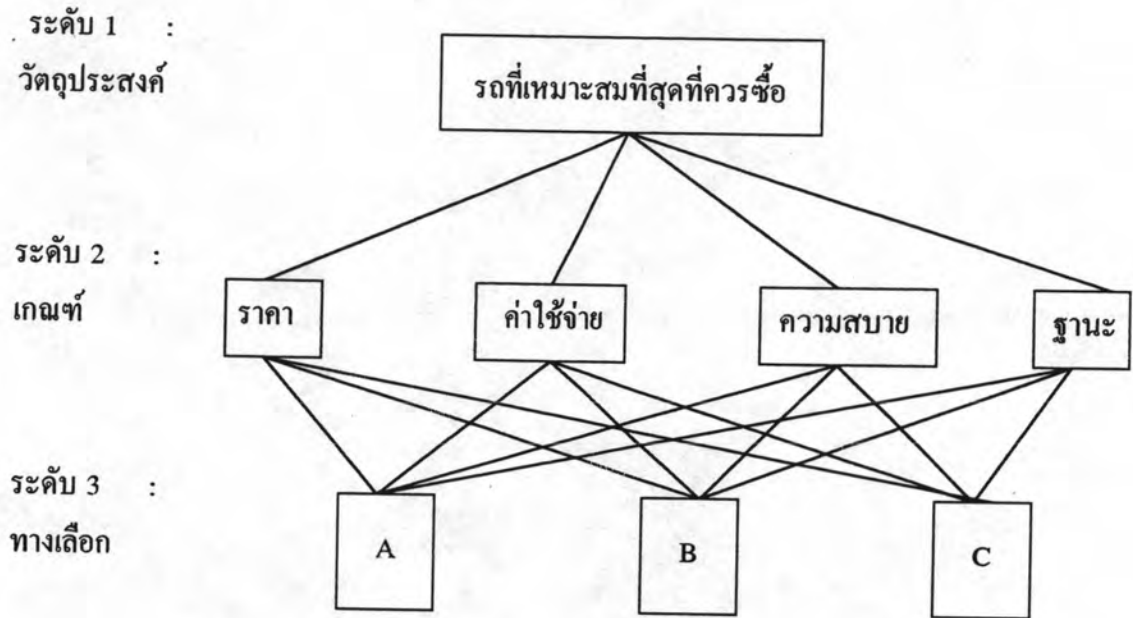 ระดับ 1 :
วัตถุประสงค์
รถที่เหมาะสมที่สุดที่ควรซื้อ
ระดับ 2 :
เกณฑ์
ราคา
ค่าใช้จ่าย
ความสบาย
ฐานะ
ระดับ 3 :
ทางเลือก
A
B
C